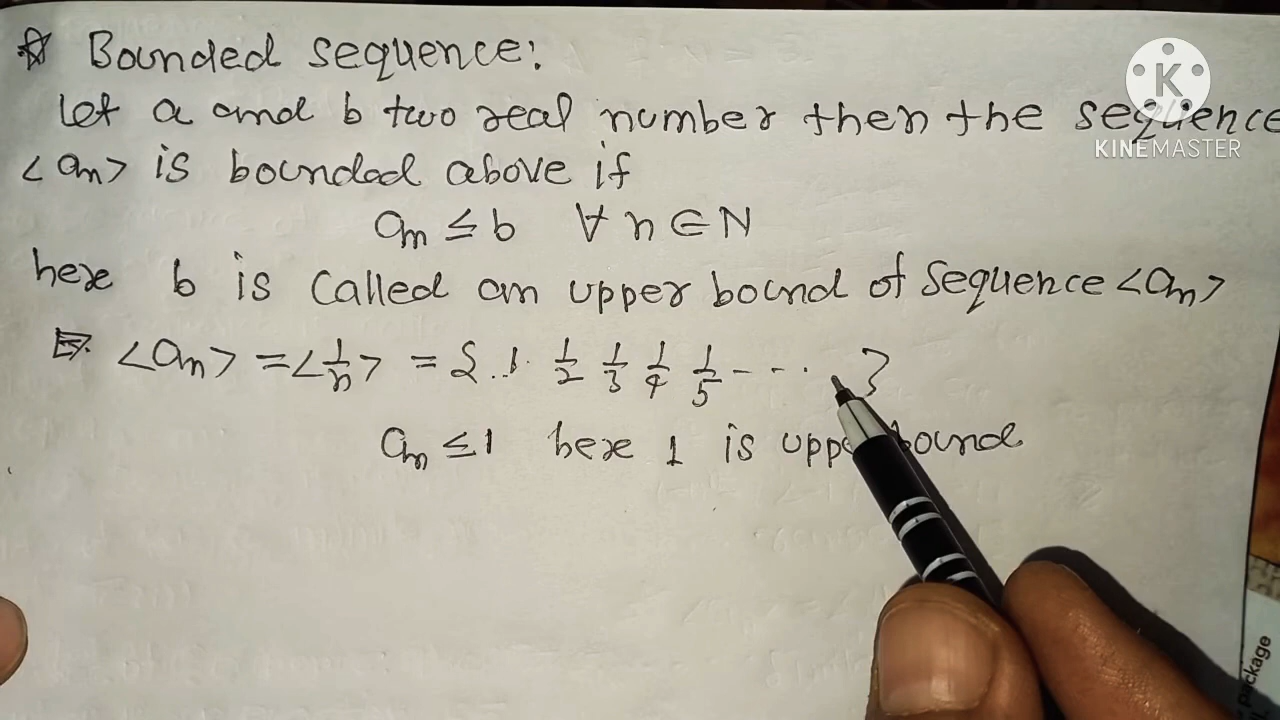 ☆ Bounded sequence:
Let a and b two real number then the sequence
<an> is bounded above if
an ≤ b ∀ n ∈ N
here b is called an upper bound of sequence <an>
Ex. <an> = <1/n> = { 1 1/2 1/3 1/4 1/5 - - - .. }
an ≤ 1 here 1 is upper bound
K
KINEMASTER
package